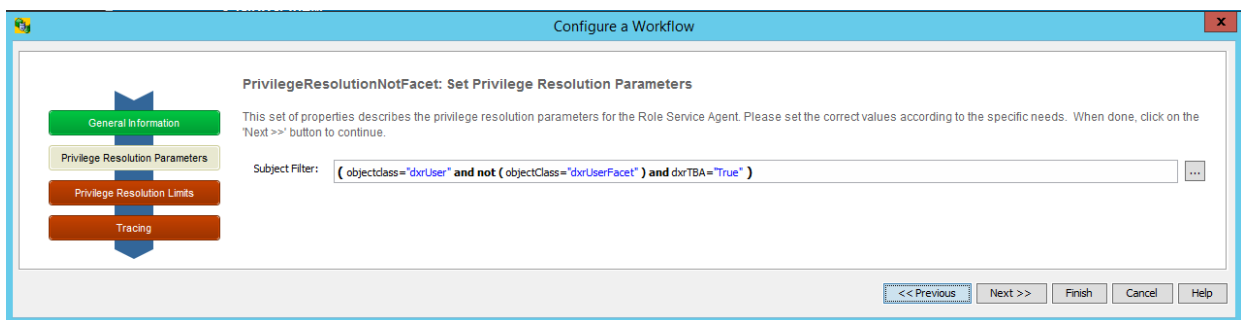 Configure a Workflow
x
PrivilegeResolutionNotFacet: Set Privilege Resolution Parameters
General Information
Privilege Resolution Parameters
Privilege Resolution Limits
Tracing
This set of properties describes the privilege resolution parameters for the Role Service Agent. Please set the correct values according to the specific needs. When done, click on the
'Next >>' button to continue.
Subject Filter:
( objectclass="dxrUser" and not ( objectClass="dxrUserFacet" ) and dxrTBA="True" )
...
<< Previous
Next >>
Finish
Cancel
Help